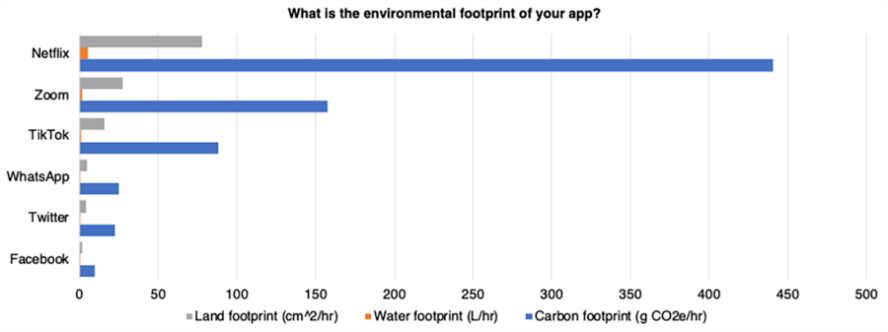 What is the environmental footprint of your app?
Netflix
Zoom
TikTok
WhatsApp
Twitter
Facebook
0 50 100 150 200 250 300 350 400 450 500
Land footprint (cm^2/hr) Water footprint (L/hr) Carbon footprint (g CO2e/hr)